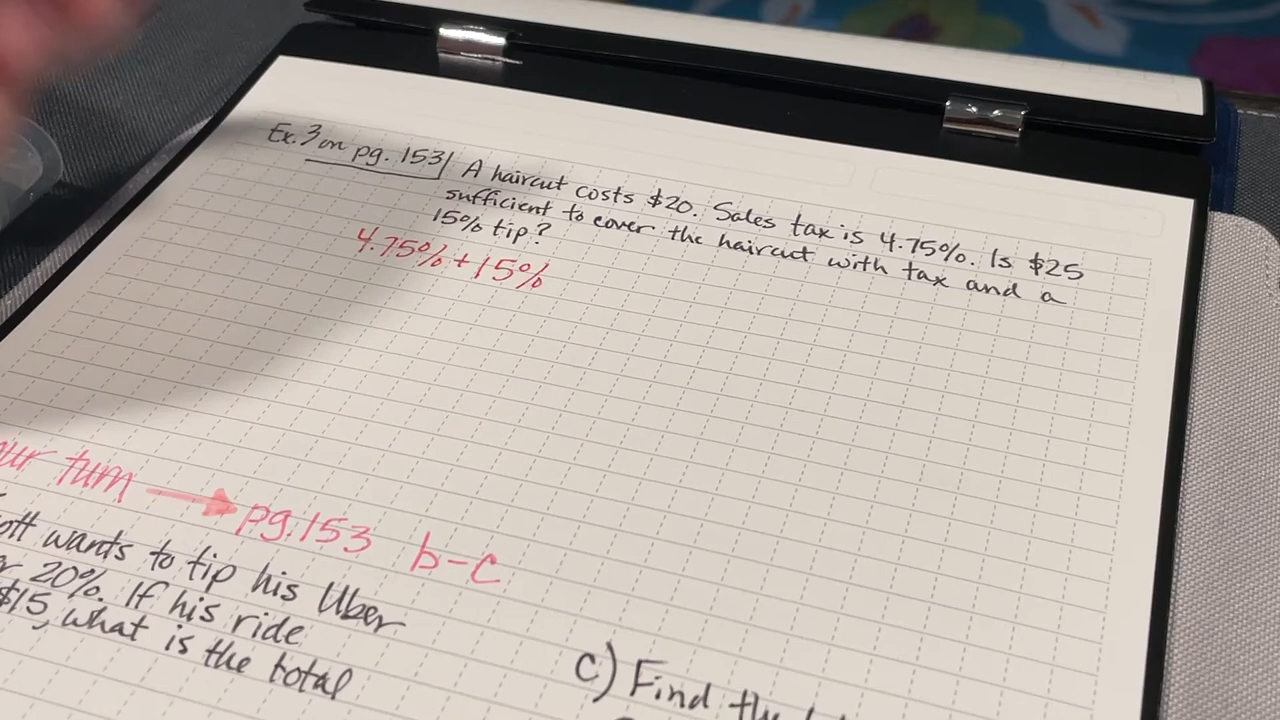 Ex. 3 on pg. 153 A haircut costs $20. Sales tax is 4.75%. Is $25
sufficient to cover the haircut with tax and a
15% tip?
4.75% + 15%
turn → pg. 153 b-c
wants to tip his Uber
20%. If his ride
$15, what is the total
c) Find the